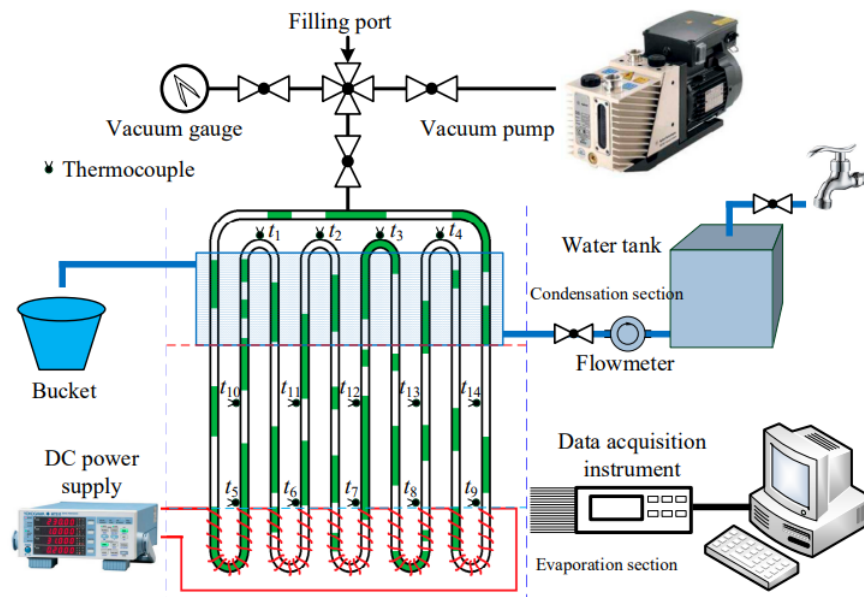 Filling port
Vacuum gauge
Vacuum pump
Thermocouple
t1 t2 t3 t4
Water tank
Condensation section
Flowmeter
Bucket
t10 t11 t12 t13 t14
DC power
supply
Data acquisition
instrument
t5 t6 t7 t8 t9
Evaporation section